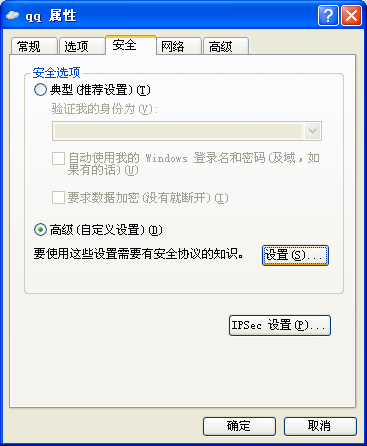 qq 属性
常规 选项 安全 网络 高级
安全选项
典型(推荐设置)(T)
验证我的身份为(V):
自动使用我的 Windows 登录名和密码(及域，如
果有的话)(U)
要求数据加密(没有就断开)(I)
高级(自定义设置)(D)
要使用这些设置需要有安全协议的知识。 设置(S)...
IPSec 设置(P)...
确定 取消